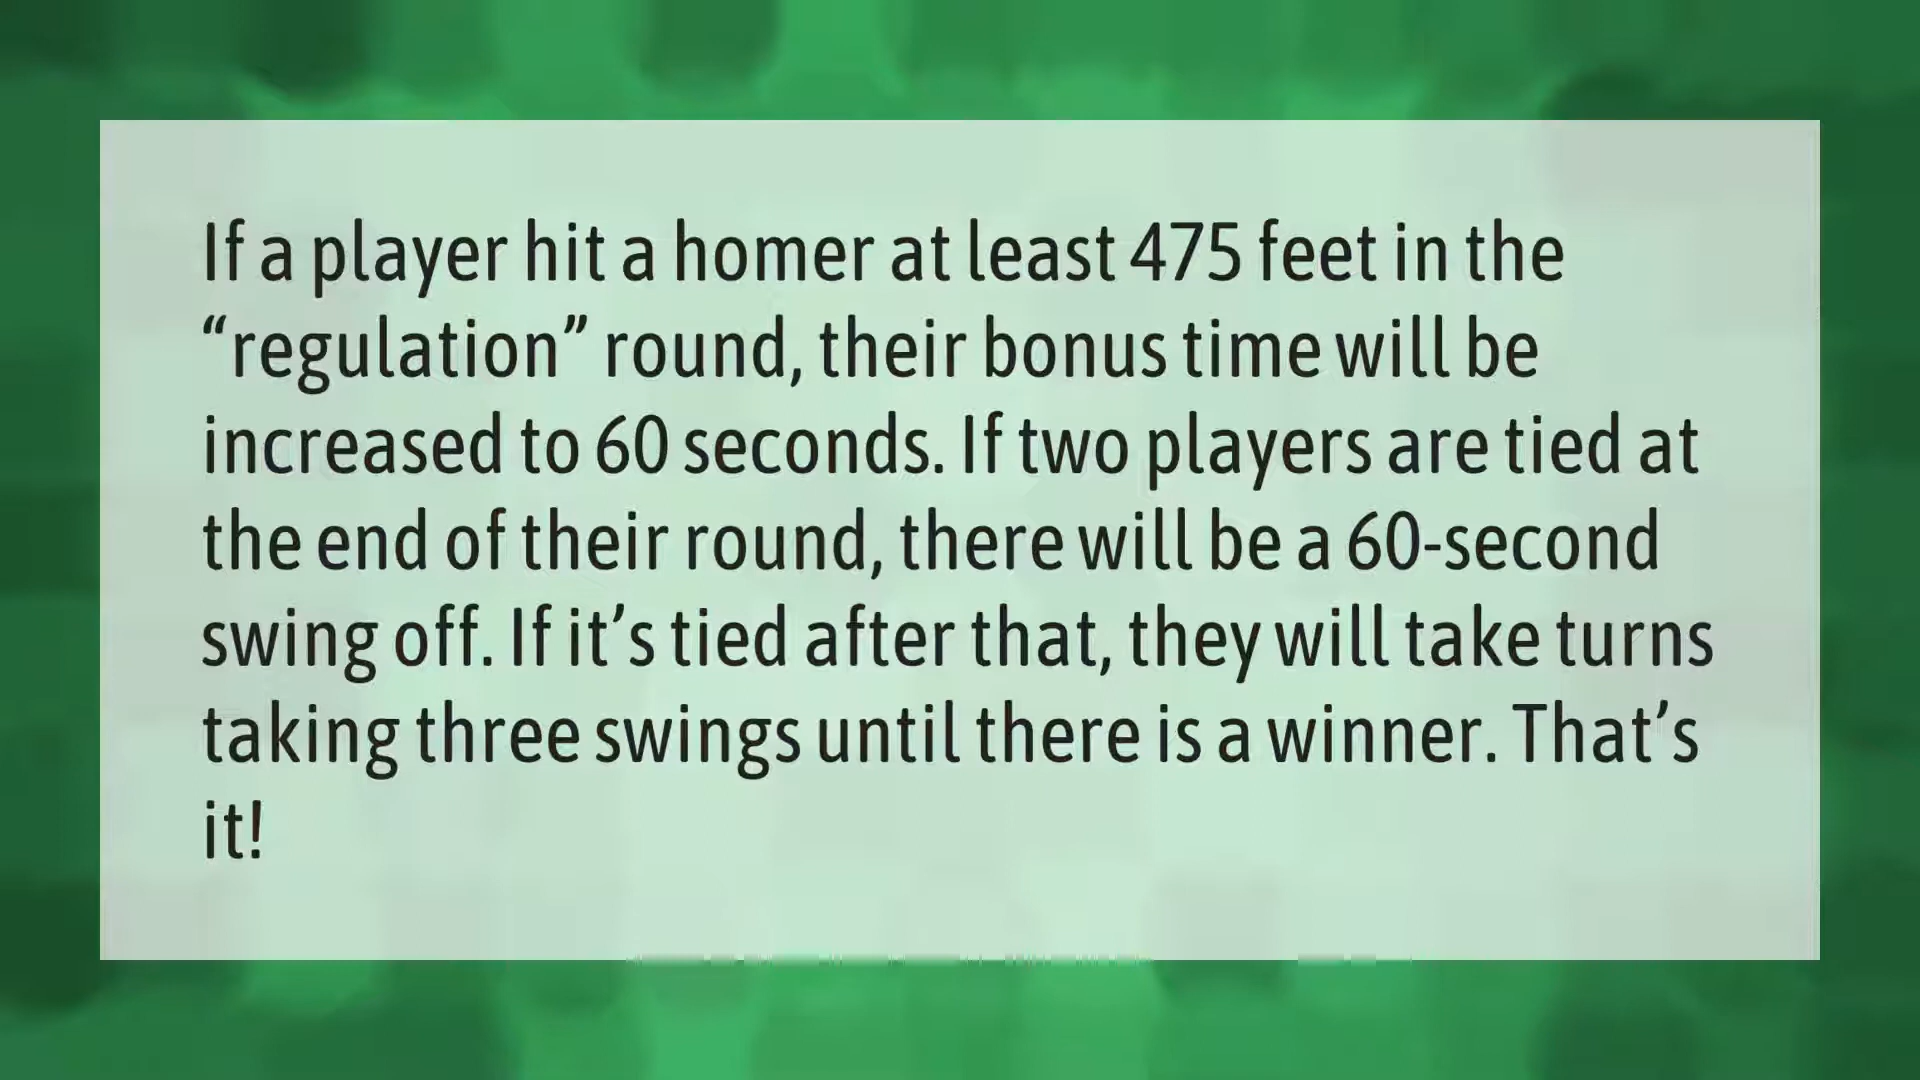 If a player hit a homer at least 475 feet in the
“regulation” round, their bonus time will be
increased to 60 seconds. If two players are tied at
the end of their round, there will be a 60-second
swing off. If it’s tied after that, they will take turns
taking three swings until there is a winner. That’s
it!